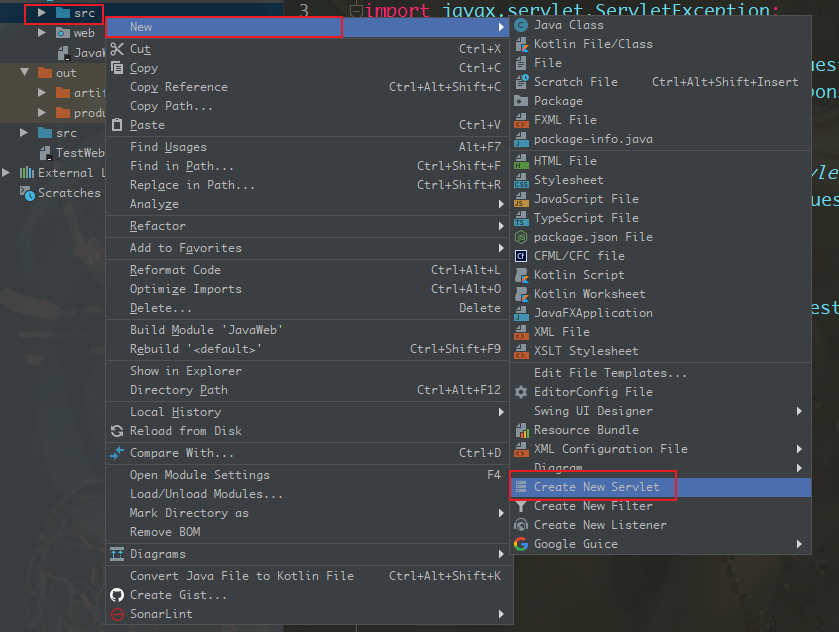 src
web
JavaW
out
artif
produ
src
TestWeb
External L
Scratches
3 import javax.servlet.ServletException;
New
Cut Ctrl+X
Copy Ctrl+C
Copy Reference Ctrl+Alt+Shift+C
Copy Path...
Paste Ctrl+V
Find Usages Alt+F7
Find in Path... Ctrl+Shift+F
Replace in Path... Ctrl+Shift+R
Analyze
Refactor
Add to Favorites
Reformat Code Ctrl+Alt+L
Optimize Imports Ctrl+Alt+O
Delete... Delete
Build Module 'JavaWeb'
Rebuild '<default>' Ctrl+Shift+F9
Show in Explorer
Directory Path Ctrl+Alt+F12
Local History
Reload from Disk
Compare With... Ctrl+D
Open Module Settings F4
Load/Unload Modules...
Mark Directory as
Remove BOM
Diagrams
Convert Java File to Kotlin File Ctrl+Alt+Shift+K
Create Gist...
SonarLint
Java Class
Kotlin File/Class
File
Scratch File Ctrl+Alt+Shift+Insert
Package
FXML File
package-info.java
HTML File
Stylesheet
JavaScript File
TypeScript File
package.json File
CFML/CFC file
Kotlin Script
Kotlin Worksheet
JavaFXApplication
XML File
XSLT Stylesheet
Edit File Templates...
EditorConfig File
Swing UI Designer
Resource Bundle
XML Configuration File
Diagram
Create New Servlet
Create New Filter
Create New Listener
Google Guice